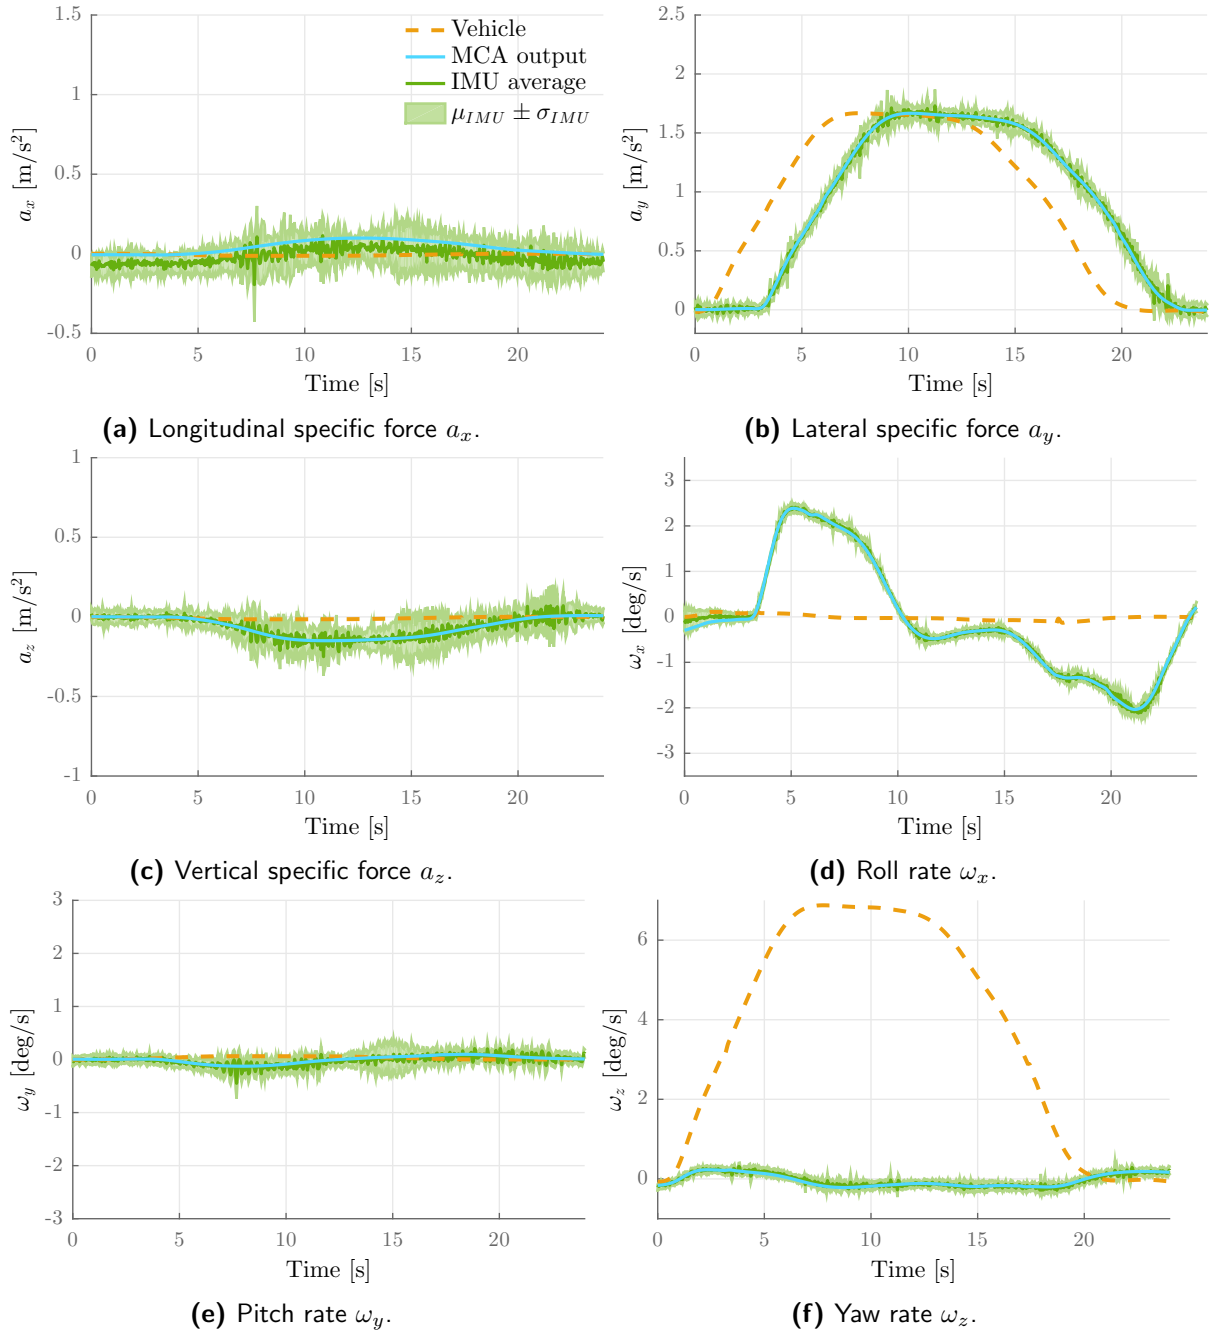 1.5
1
0.5
0
-0.5
a_x [m/s²]
Vehicle
MCA output
IMU average
μ_IMU ± σ_IMU
0 5 10 15 20
Time [s]
(a) Longitudinal specific force a_x.
2.5
2
1.5
1
0.5
0
a_y [m/s²]
0 5 10 15 20
Time [s]
(b) Lateral specific force a_y.
1
0.5
0
-0.5
-1
a_z [m/s²]
0 5 10 15 20
Time [s]
(c) Vertical specific force a_z.
3
2
1
0
-1
-2
-3
ω_x [deg/s]
0 5 10 15 20
Time [s]
(d) Roll rate ω_x.
3
2
1
0
-1
-2
-3
ω_y [deg/s]
0 5 10 15 20
Time [s]
(e) Pitch rate ω_y.
6
4
2
0
ω_z [deg/s]
0 5 10 15 20
Time [s]
(f) Yaw rate ω_z.